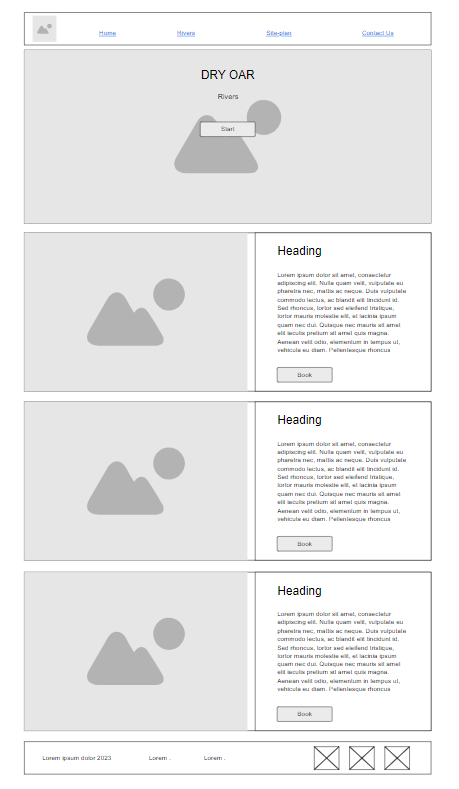 Home Rivers Site-plan Contact Us
DRY OAR
Rivers
Start
Heading
Lorem ipsum dolor sit amet, consectetur
adipiscing elit. Nulla quam velit, vulputate
pharetra nec, mattis ac neque. Duis vulputate
commodo lectus, ac blandit elit tincidunt id.
Sed rhoncus, tortor sed eleifend tristique,
tortor mauris molestie elit, et lacinia ipsum
quam nec dui. Quisque nec mauris sit amet
elit iaculis pretium sit amet quis magna.
Aenean velit odio, elementum in tempus ut,
vehicula eu diam. Pellentesque rhoncus
Book
Heading
Lorem ipsum dolor sit amet, consectetur
adipiscing elit. Nulla quam velit, vulputate
pharetra nec, mattis ac neque. Duis vulputate
commodo lectus, ac blandit elit tincidunt id.
Sed rhoncus, tortor sed eleifend tristique,
tortor mauris molestie elit, et lacinia ipsum
quam nec dui. Quisque nec mauris sit amet
elit iaculis pretium sit amet quis magna.
Aenean velit odio, elementum in tempus ut,
vehicula eu diam. Pellentesque rhoncus
Book
Heading
Lorem ipsum dolor sit amet, consectetur
adipiscing elit. Nulla quam velit, vulputate
pharetra nec, mattis ac neque. Duis vulputate
commodo lectus, ac blandit elit tincidunt id.
Sed rhoncus, tortor sed eleifend tristique,
tortor mauris molestie elit, et lacinia ipsum
quam nec dui. Quisque nec mauris sit amet
elit iaculis pretium sit amet quis magna.
Aenean velit odio, elementum in tempus ut,
vehicula eu diam. Pellentesque rhoncus
Book
Lorem ipsum dolor 2023 Lorem . Lorem .